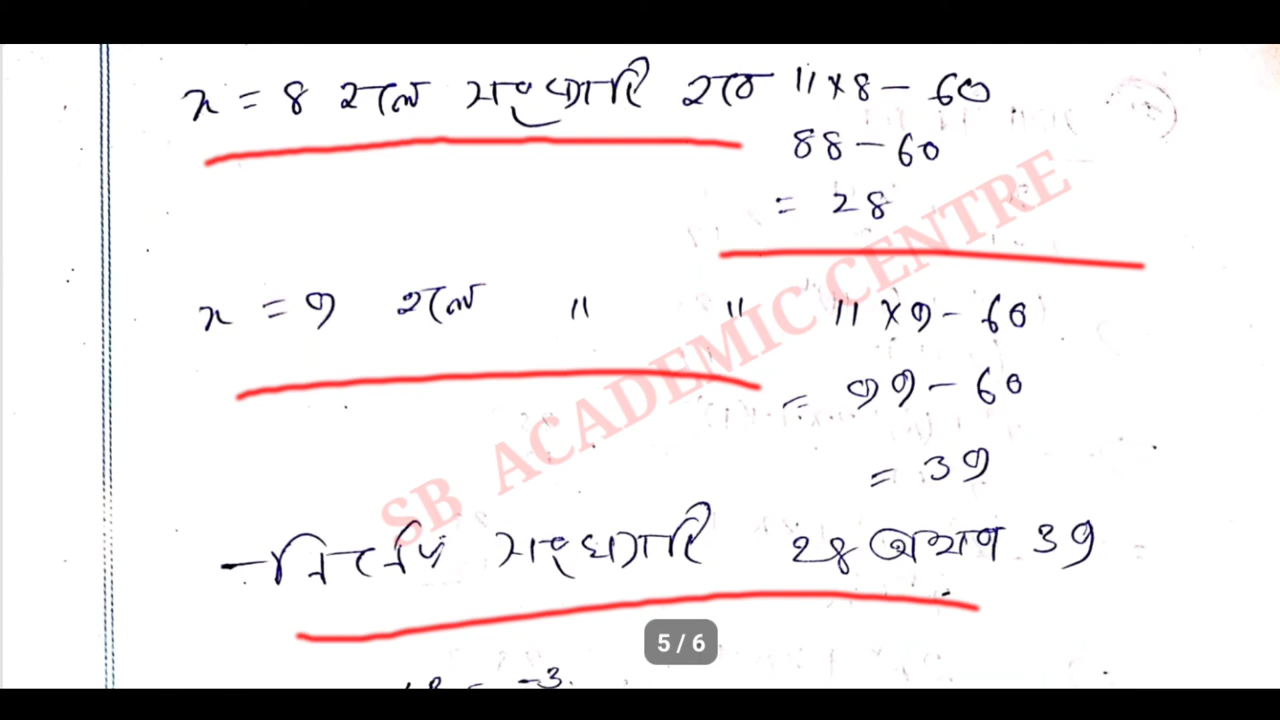 x = 8 হলে সংখ্যাটি হবে 11 × 8 − 60
88 − 60
= 28
x = 9 হলে " " 11 × 9 − 60
= 99 − 60
= 39
নির্ণেয় সংখ্যাটি 28 অথবা 39
SB ACADEMIC CENTRE
5 / 6
= -3.